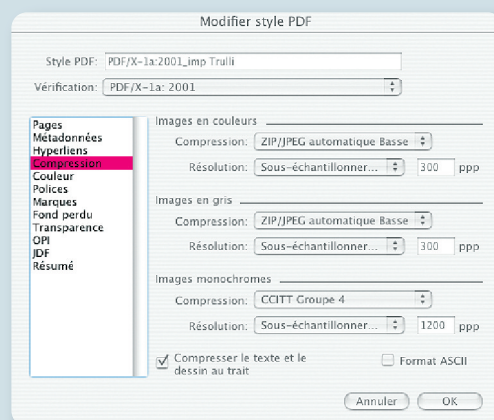 Modifier style PDF
Style PDF: PDF/X-1a:2001_imp Trulli
Vérification: PDF/X-1a: 2001
Pages
Métadonnées
Hyperliens
Compression
Couleur
Polices
Marques
Fond perdu
Transparence
OPI
JDF
Résumé
Images en couleurs
Compression: ZIP/JPEG automatique Basse
Résolution: Sous-échantillonner... 300 ppp
Images en gris
Compression: ZIP/JPEG automatique Basse
Résolution: Sous-échantillonner... 300 ppp
Images monochromes
Compression: CCITT Groupe 4
Résolution: Sous-échantillonner... 1200 ppp
Compresser le texte et le
dessin au trait
Format ASCII
Annuler OK